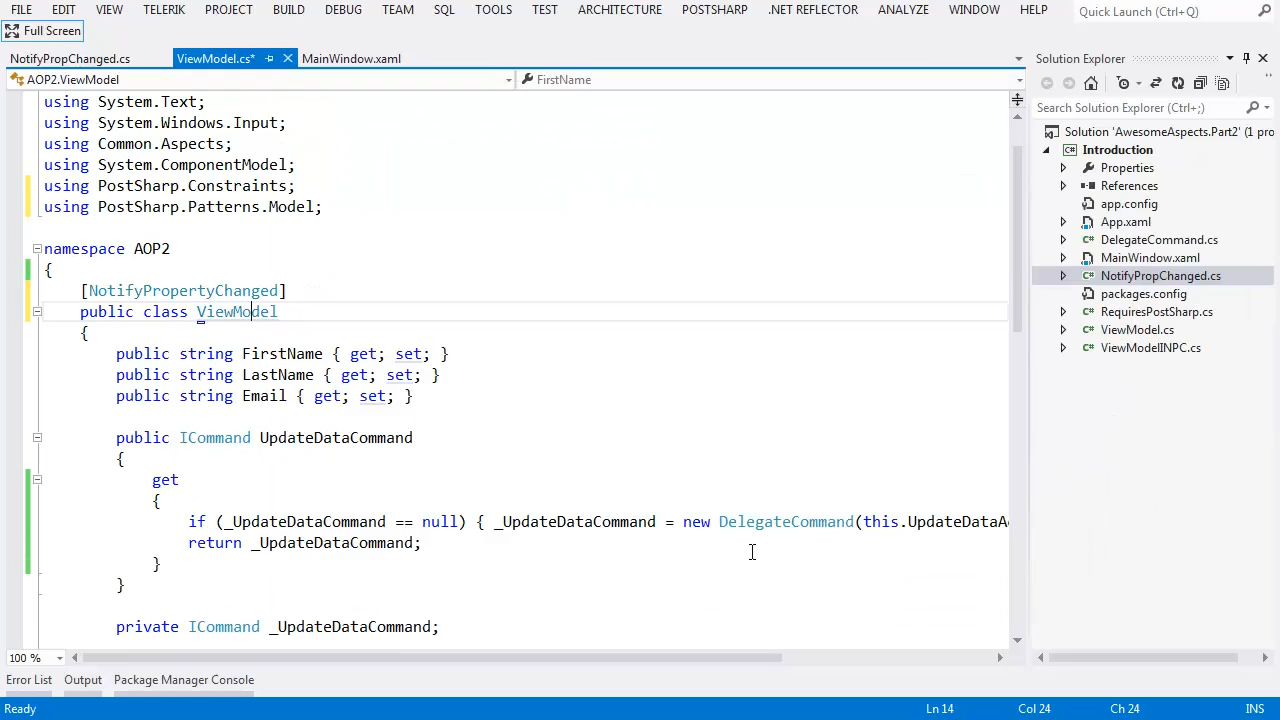 FILE EDIT VIEW TELERIK PROJECT BUILD DEBUG TEAM SQL TOOLS TEST ARCHITECTURE POSTSHARP .NET REFLECTOR ANALYZE WINDOW HELP Quick Launch (Ctrl+Q)
Full Screen
NotifyPropChanged.cs ViewModel.cs* MainWindow.xaml
AOP2.ViewModel FirstName
using System.Text;
using System.Windows.Input;
using Common.Aspects;
using System.ComponentModel;
using PostSharp.Constraints;
using PostSharp.Patterns.Model;
namespace AOP2
{
[NotifyPropertyChanged]
public class ViewModel
{
public string FirstName { get; set; }
public string LastName { get; set; }
public string Email { get; set; }
public ICommand UpdateDataCommand
{
get
{
if (_UpdateDataCommand == null) { _UpdateDataCommand = new DelegateCommand(this.UpdateDataAc
return _UpdateDataCommand;
}
}
private ICommand _UpdateDataCommand;
100 %
Error List Output Package Manager Console
Ready Ln 14 Col 24 Ch 24 INS
Solution Explorer
Search Solution Explorer (Ctrl+;)
Solution 'AwesomeAspects.Part2' (1 pro
C# Introduction
Properties
References
app.config
App.xaml
C# DelegateCommand.cs
MainWindow.xaml
C# NotifyPropChanged.cs
packages.config
C# RequiresPostSharp.cs
C# ViewModel.cs
C# ViewModelINPC.cs